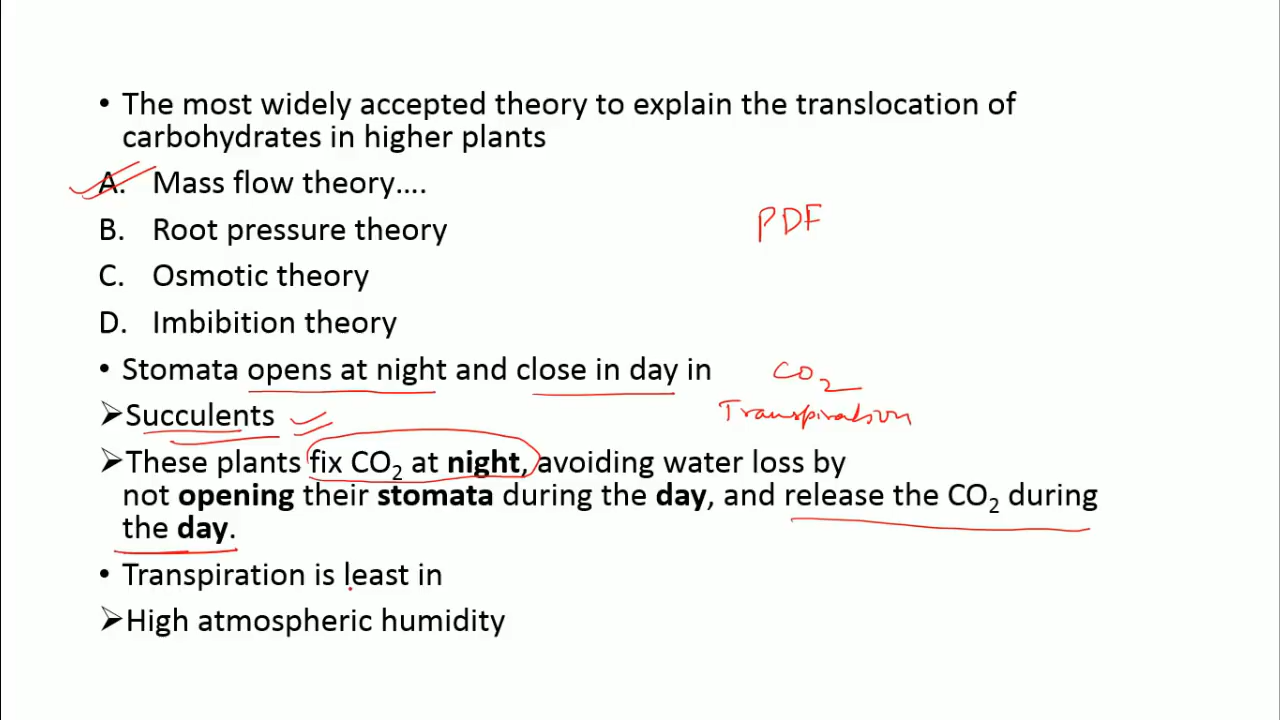 • The most widely accepted theory to explain the translocation of
carbohydrates in higher plants
A. Mass flow theory....
B. Root pressure theory
PDF
C. Osmotic theory
D. Imbibition theory
• Stomata opens at night and close in day in
CO₂
➢Succulents
Transpiration
➢These plants fix CO₂ at night, avoiding water loss by
not opening their stomata during the day, and release the CO₂ during
the day.
• Transpiration is least in
➢High atmospheric humidity